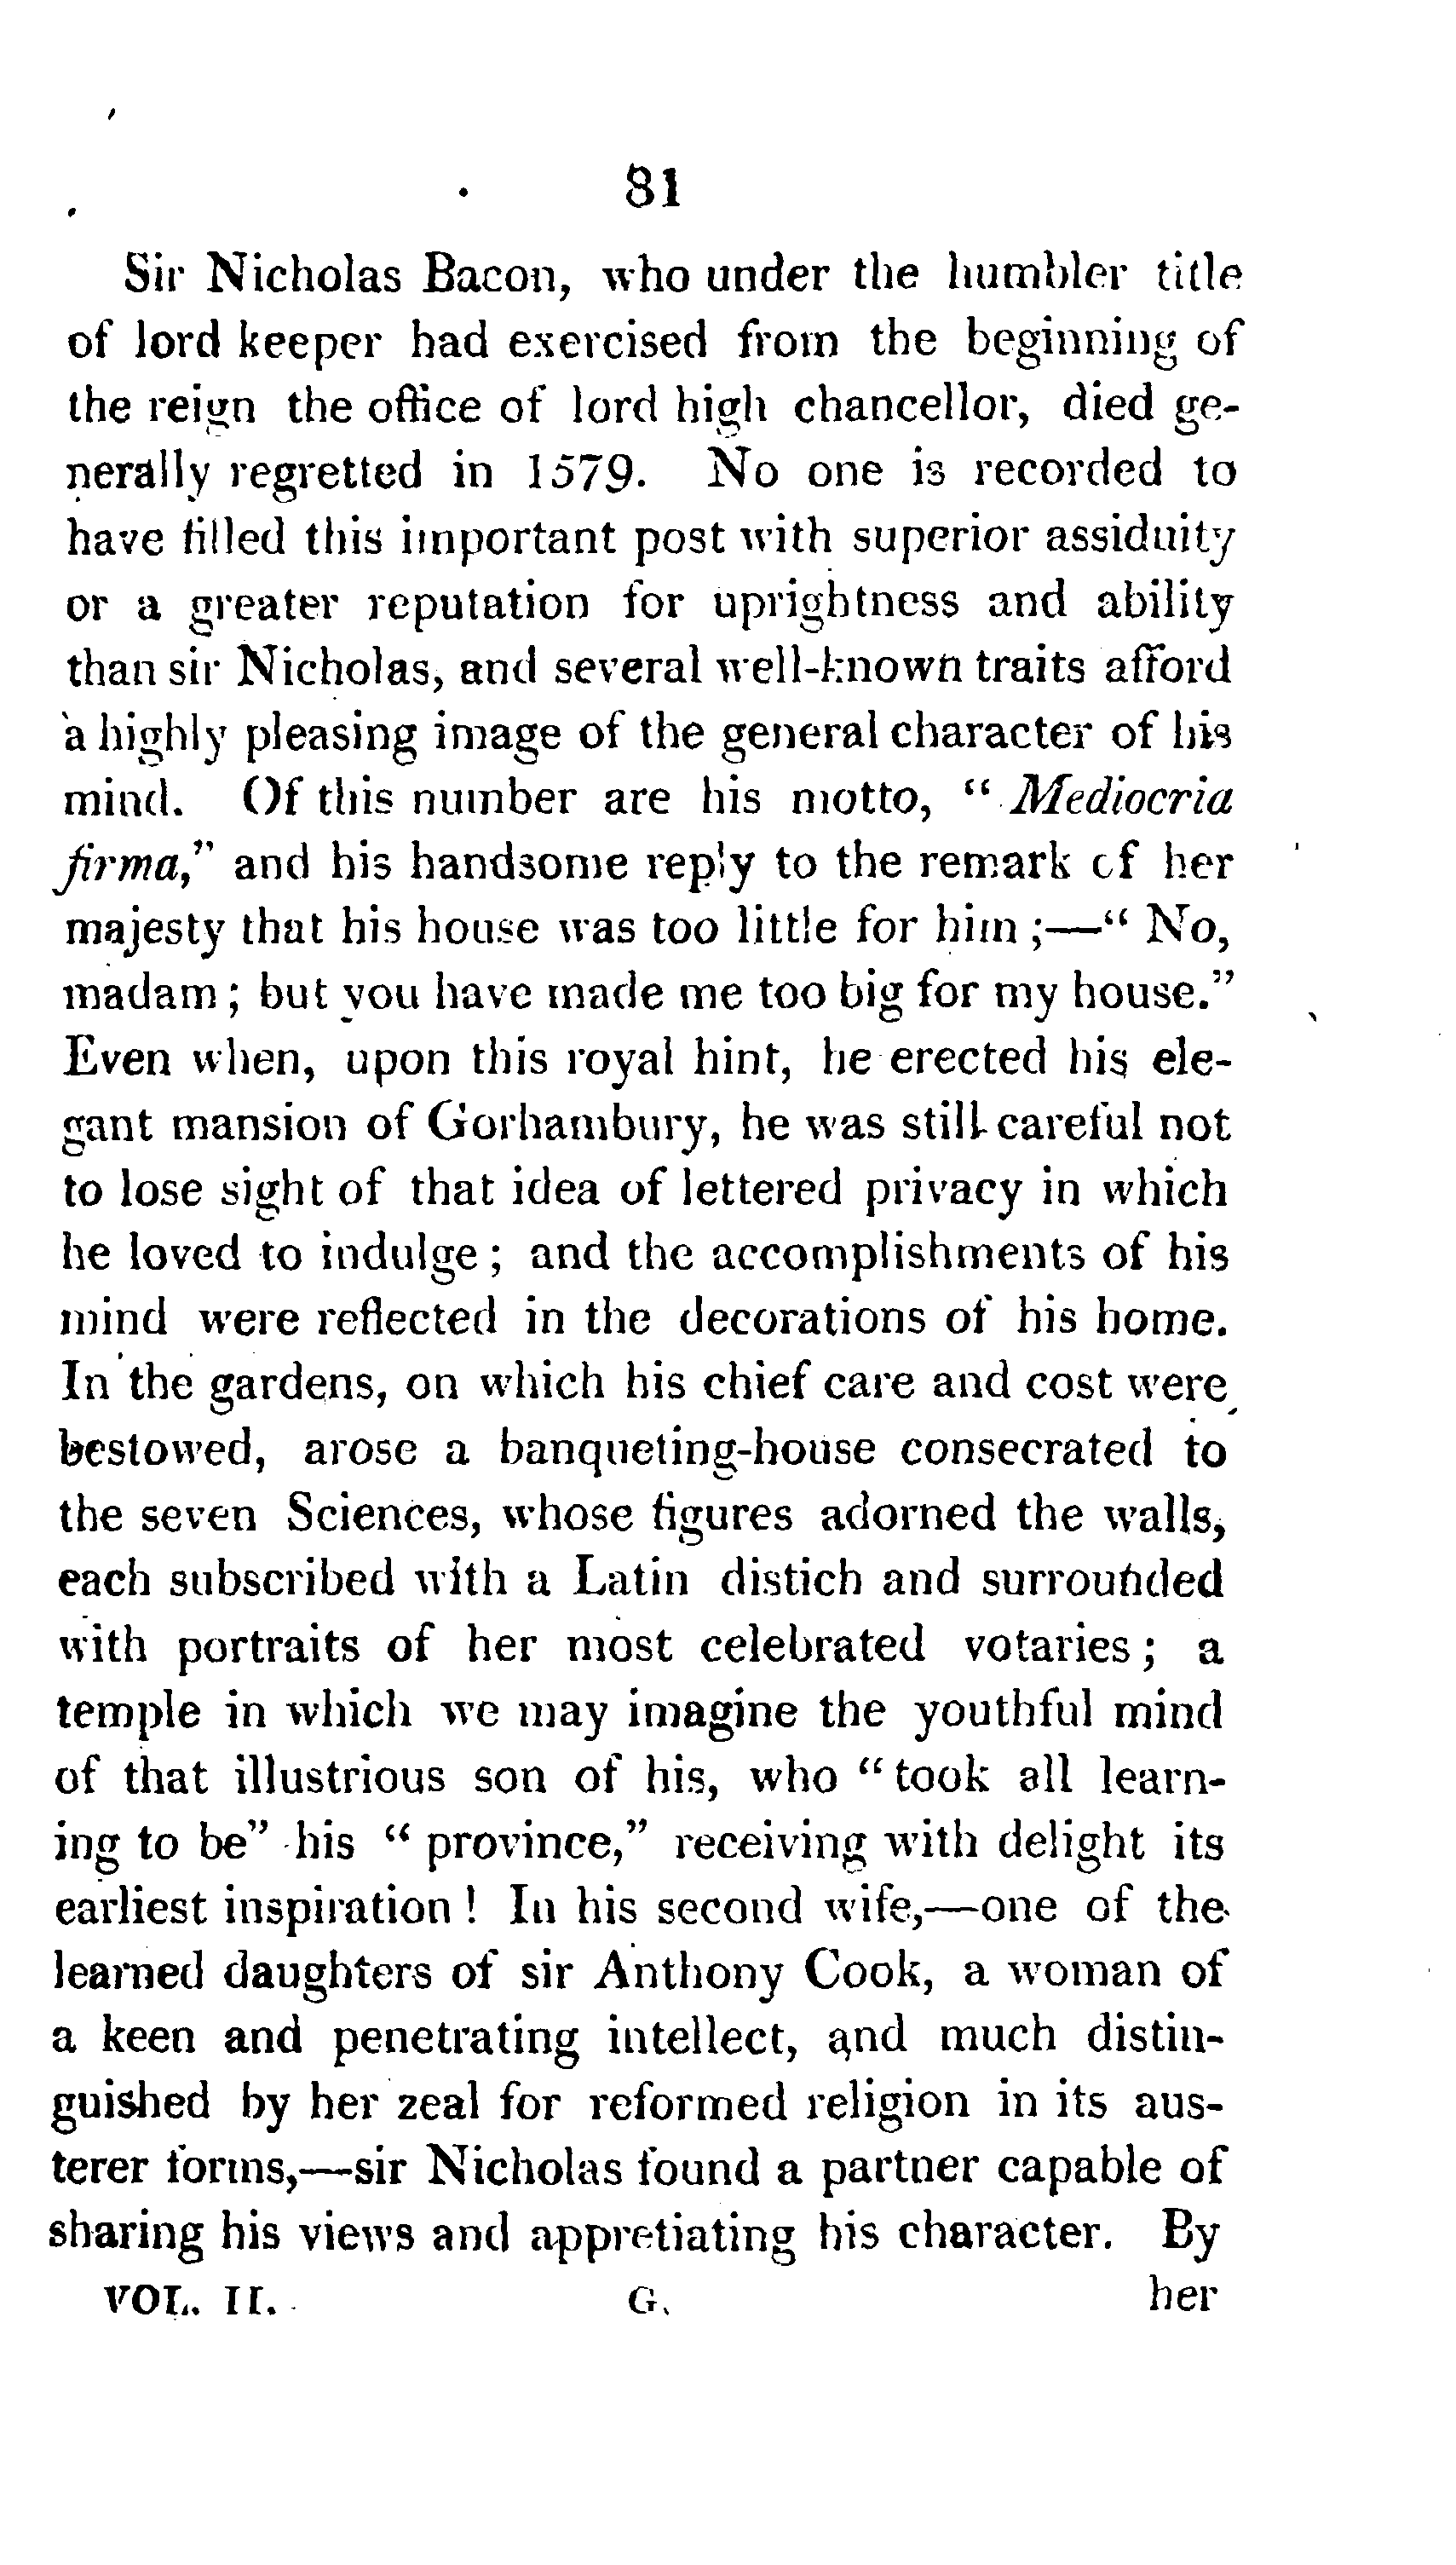 81
Sir Nicholas Bacon, who under the humbler title
of lord keeper had exercised from the beginning of
the reign the office of lord high chancellor, died ge-
nerally regretted in 1579. No one is recorded to
have filled this important post with superior assiduity
or a greater reputation for uprightness and ability
than sir Nicholas, and several well-known traits afford
a highly pleasing image of the general character of his
mind. Of this number are his motto, “ Mediocria
firma,” and his handsome reply to the remark of her
majesty that his house was too little for him ;—“ No,
madam ; but you have made me too big for my house.”
Even when, upon this royal hint, he erected his ele-
gant mansion of Gorhambury, he was still careful not
to lose sight of that idea of lettered privacy in which
he loved to indulge ; and the accomplishments of his
mind were reflected in the decorations of his home.
In the gardens, on which his chief care and cost were
bestowed, arose a banqueting-house consecrated to
the seven Sciences, whose figures adorned the walls,
each subscribed with a Latin distich and surrounded
with portraits of her most celebrated votaries ; a
temple in which we may imagine the youthful mind
of that illustrious son of his, who “ took all learn-
ing to be” his “ province,” receiving with delight its
earliest inspiration ! In his second wife,—one of the
learned daughters of sir Anthony Cook, a woman of
a keen and penetrating intellect, and much distin-
guished by her zeal for reformed religion in its aus-
terer forms,—sir Nicholas found a partner capable of
sharing his views and appretiating his character. By
VOL. II. G. her